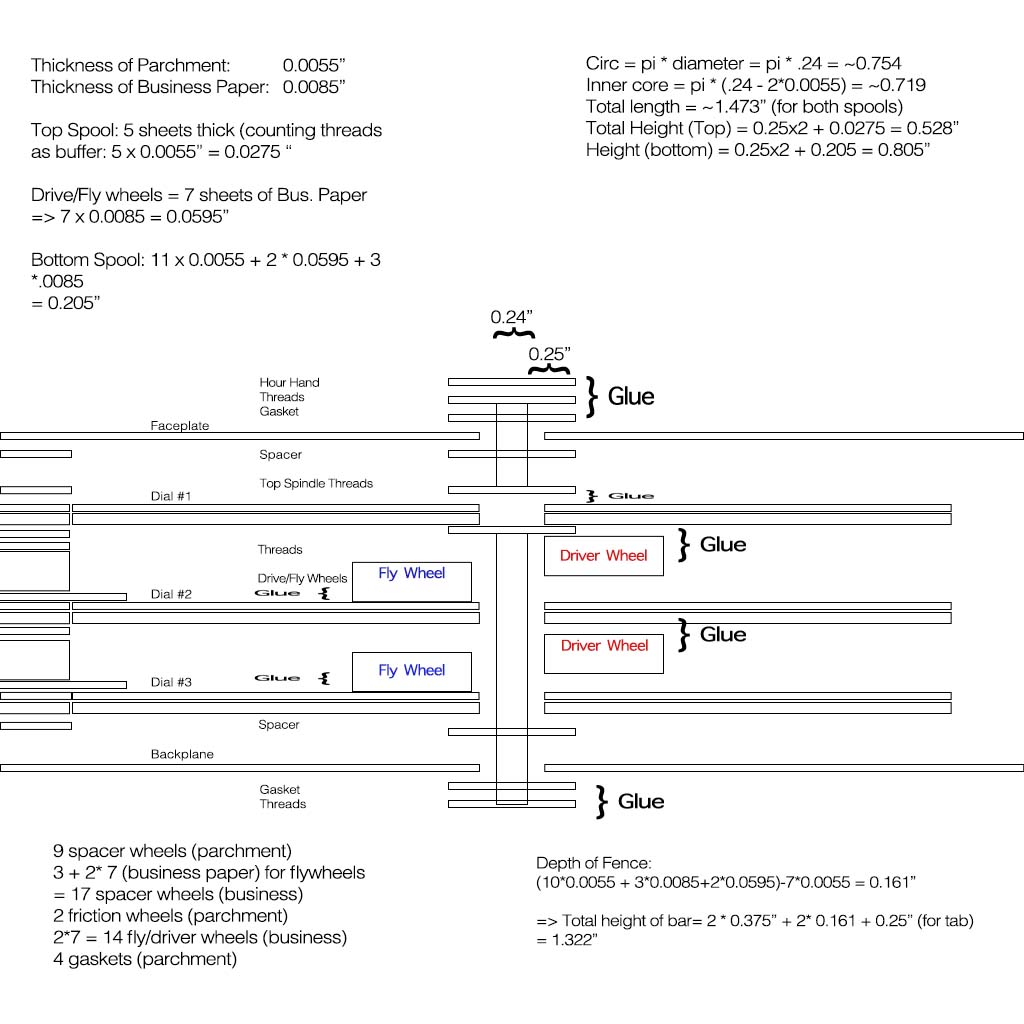 Thickness of Parchment: 0.0055”
Thickness of Business Paper: 0.0085”
Top Spool: 5 sheets thick (counting threads
as buffer: 5 x 0.0055” = 0.0275 “
Drive/Fly wheels = 7 sheets of Bus. Paper
=> 7 x 0.0085 = 0.0595”
Bottom Spool: 11 x 0.0055 + 2 * 0.0595 + 3
*.0085
= 0.205”
Circ = pi * diameter = pi * .24 = ~0.754
Inner core = pi * (.24 - 2*0.0055) = ~0.719
Total length = ~1.473” (for both spools)
Total Height (Top) = 0.25x2 + 0.0275 = 0.528”
Height (bottom) = 0.25x2 + 0.205 = 0.805”
0.24”
0.25”
Hour Hand
Threads
Gasket
Glue
Faceplate
Spacer
Top Spindle Threads
Dial #1
Glue
Threads
Driver Wheel
Glue
Drive/Fly Wheels
Fly Wheel
Glue
Dial #2
Driver Wheel
Glue
Fly Wheel
Glue
Dial #3
Spacer
Backplane
Gasket
Threads
Glue
9 spacer wheels (parchment)
3 + 2* 7 (business paper) for flywheels
= 17 spacer wheels (business)
2 friction wheels (parchment)
2*7 = 14 fly/driver wheels (business)
4 gaskets (parchment)
Depth of Fence:
(10*0.0055 + 3*0.0085+2*0.0595)-7*0.0055 = 0.161”
=> Total height of bar= 2 * 0.375” + 2* 0.161 + 0.25” (for tab)
= 1.322”